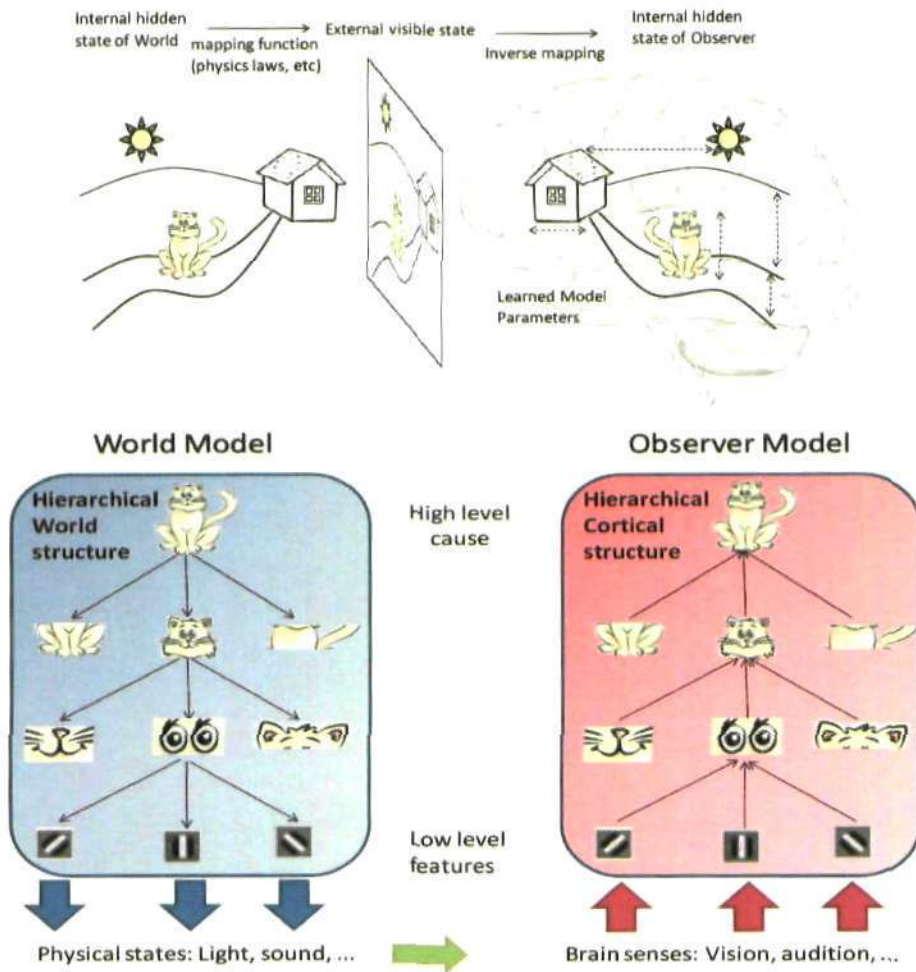 Internal hidden
state of World
mapping function
(physics laws, etc)
External visible state
Inverse mapping
Internal hidden
state of Observer
Learned Model
Parameters
World Model
Observer Model
Hierarchical
World
structure
High level
cause
Hierarchical
Cortical
structure
Low level
features
Physical states: Light, sound, ...
Brain senses: Vision, audition, ...